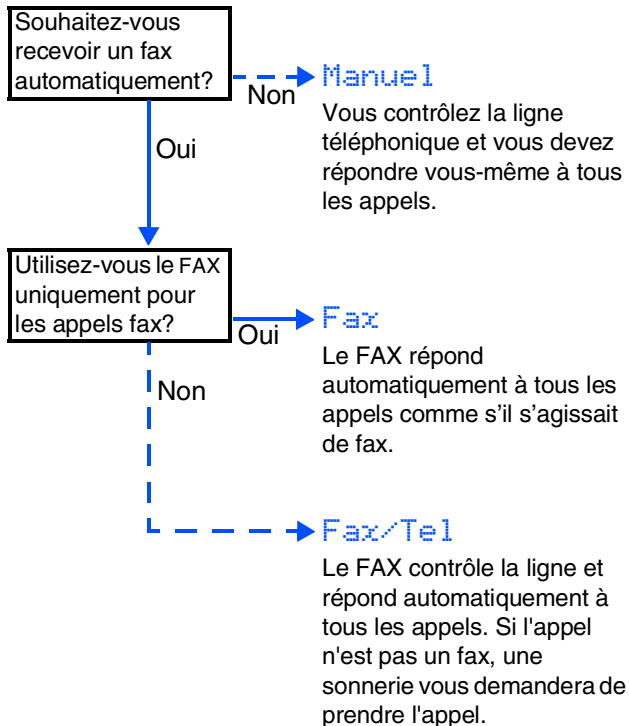 Souhaitez-vous
recevoir un fax
automatiquement?
Non
Manuel
Vous contrôlez la ligne
téléphonique et vous devez
répondre vous-même à tous
les appels.
Oui
Utilisez-vous le FAX
uniquement pour
les appels fax?
Oui
Fax
Le FAX répond
automatiquement à tous les
appels comme s'il s'agissait
de fax.
Non
Fax/Tel
Le FAX contrôle la ligne et
répond automatiquement à
tous les appels. Si l'appel
n'est pas un fax, une
sonnerie vous demandera de
prendre l'appel.